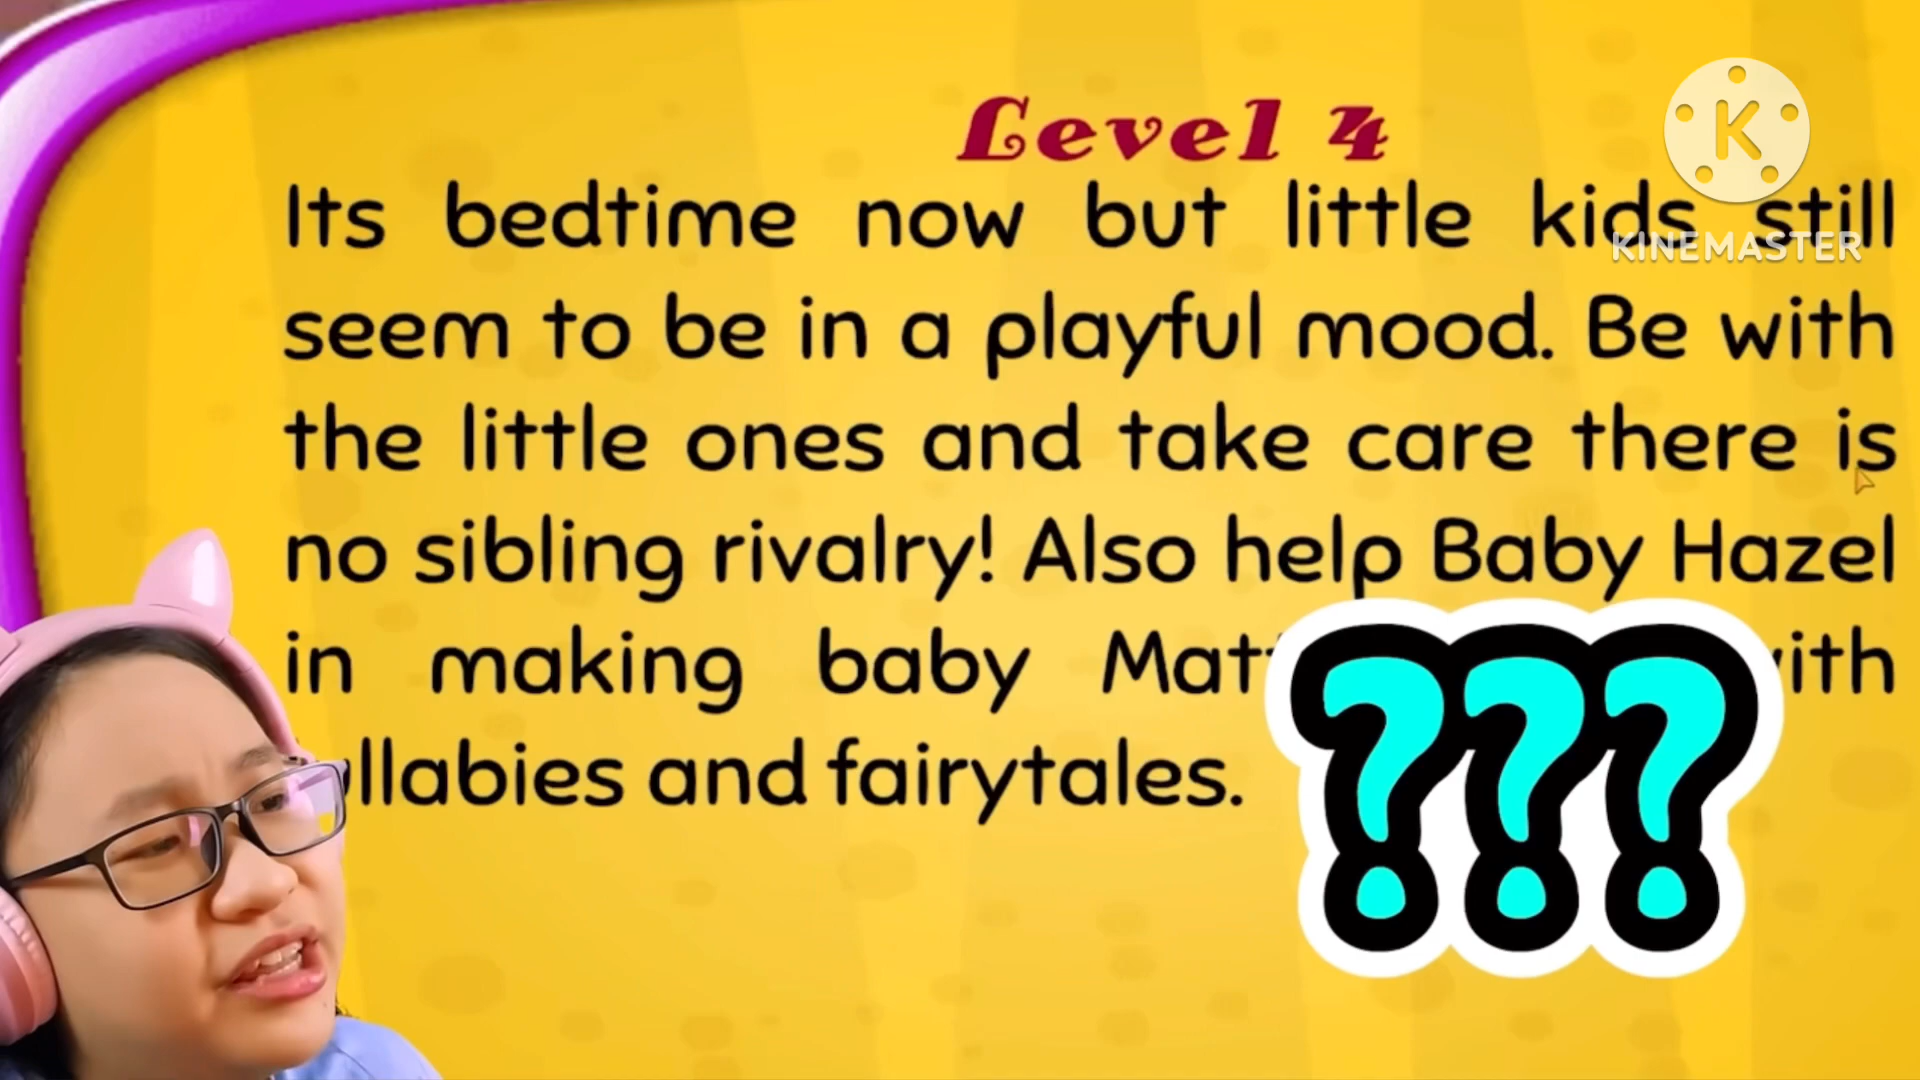 Level 4
K
KINEMASTER
Its bedtime now but little kids still
seem to be in a playful mood. Be with
the little ones and take care there is
no sibling rivalry! Also help Baby Hazel
in making baby
lullabies and fairytales.
???